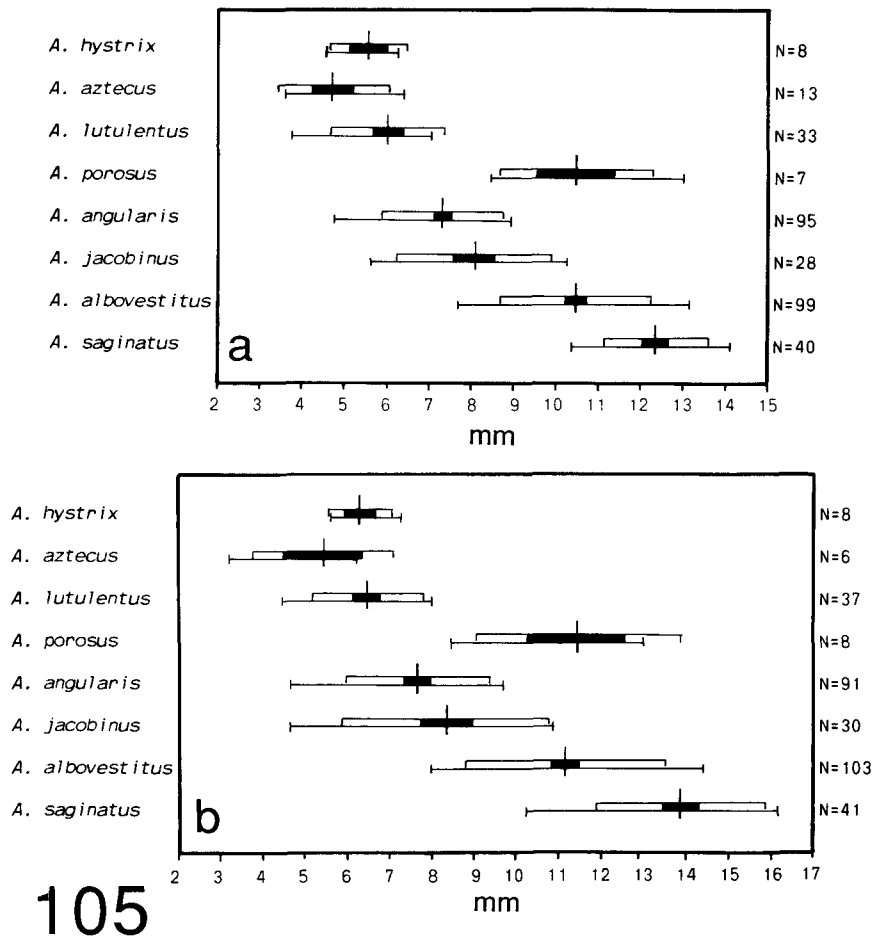 A. hystrix N=8
A. aztecus N=13
A. lutulentus N=33
A. porosus N=7
A. angularis N=95
A. jacobinus N=28
A. albovestitus N=99
A. saginatus N=40
a
2 3 4 5 6 7 8 9 10 11 12 13 14 15
mm
A. hystrix N=8
A. aztecus N=6
A. lutulentus N=37
A. porosus N=8
A. angularis N=91
A. jacobinus N=30
A. albovestitus N=103
A. saginatus N=41
b
2 3 4 5 6 7 8 9 10 11 12 13 14 15 16 17
mm
105